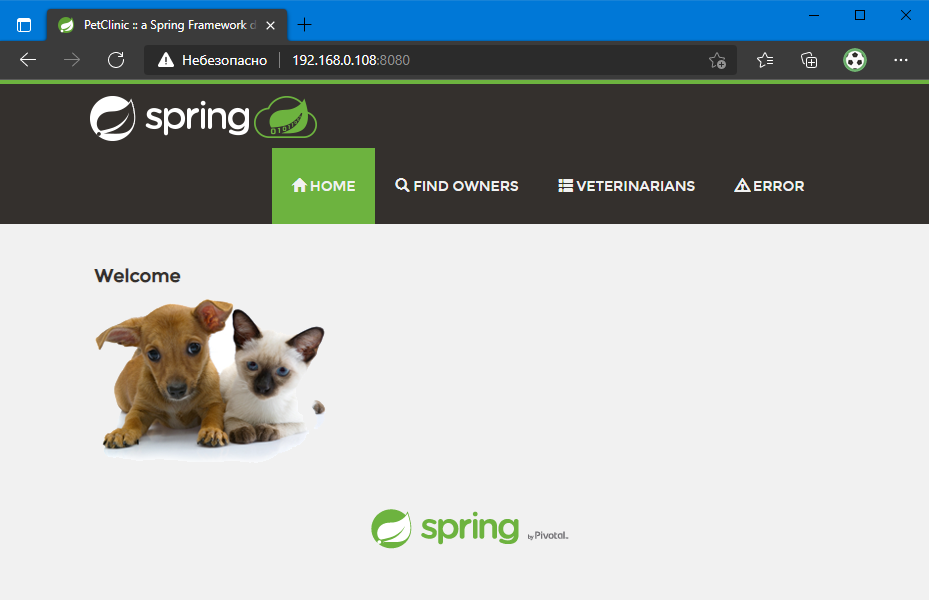 PetClinic :: a Spring Framework d
Небезопасно 192.168.0.108:8080
spring
HOME FIND OWNERS VETERINARIANS ERROR
Welcome
spring by Pivotal